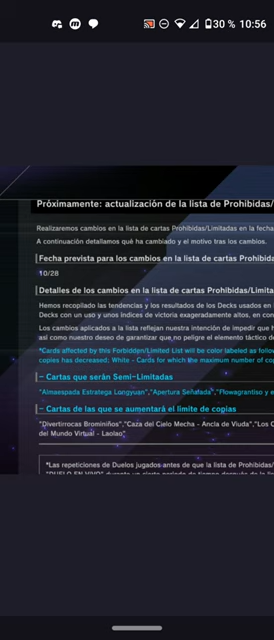 30 % 10:56
Próximamente: actualización de la lista de Prohibidas/
Realizaremos cambios en la lista de cartas Prohibidas/Limitadas en la fecha
A continuación detallamos qué ha cambiado y el motivo tras los cambios.
Fecha prevista para los cambios en la lista de cartas Prohibidas
10/28
Detalles de los cambios en la lista de cartas Prohibidas/Limita
Hemos recopilado las tendencias y los resultados de los Decks usados en
Decks con un uso y unos índices de victoria exageradamente altos, en con
Los cambios aplicados a la lista reflejan nuestra intención de impedir que
así como nuestro deseo de garantizar que no peligre el elemento táctico d
*Cards affected by this Forbidden/Limited List will be color labeled as follow
copies has decreased; White - Cards for which the maximum number of cop
- Cartas que serán Semi-Limitadas
"Almaespada Estratega Longyuan","Apertura Señalada","Flowagrantiso y e
- Cartas de las que se aumentará el límite de copias
"Divertirrocas Brominiños","Caza del Cielo Mecha - Ancla de Viuda","Los
del Mundo Virtual - Laolao"
*Las repeticiones de Duelos jugados antes de que la lista de Prohibidas/